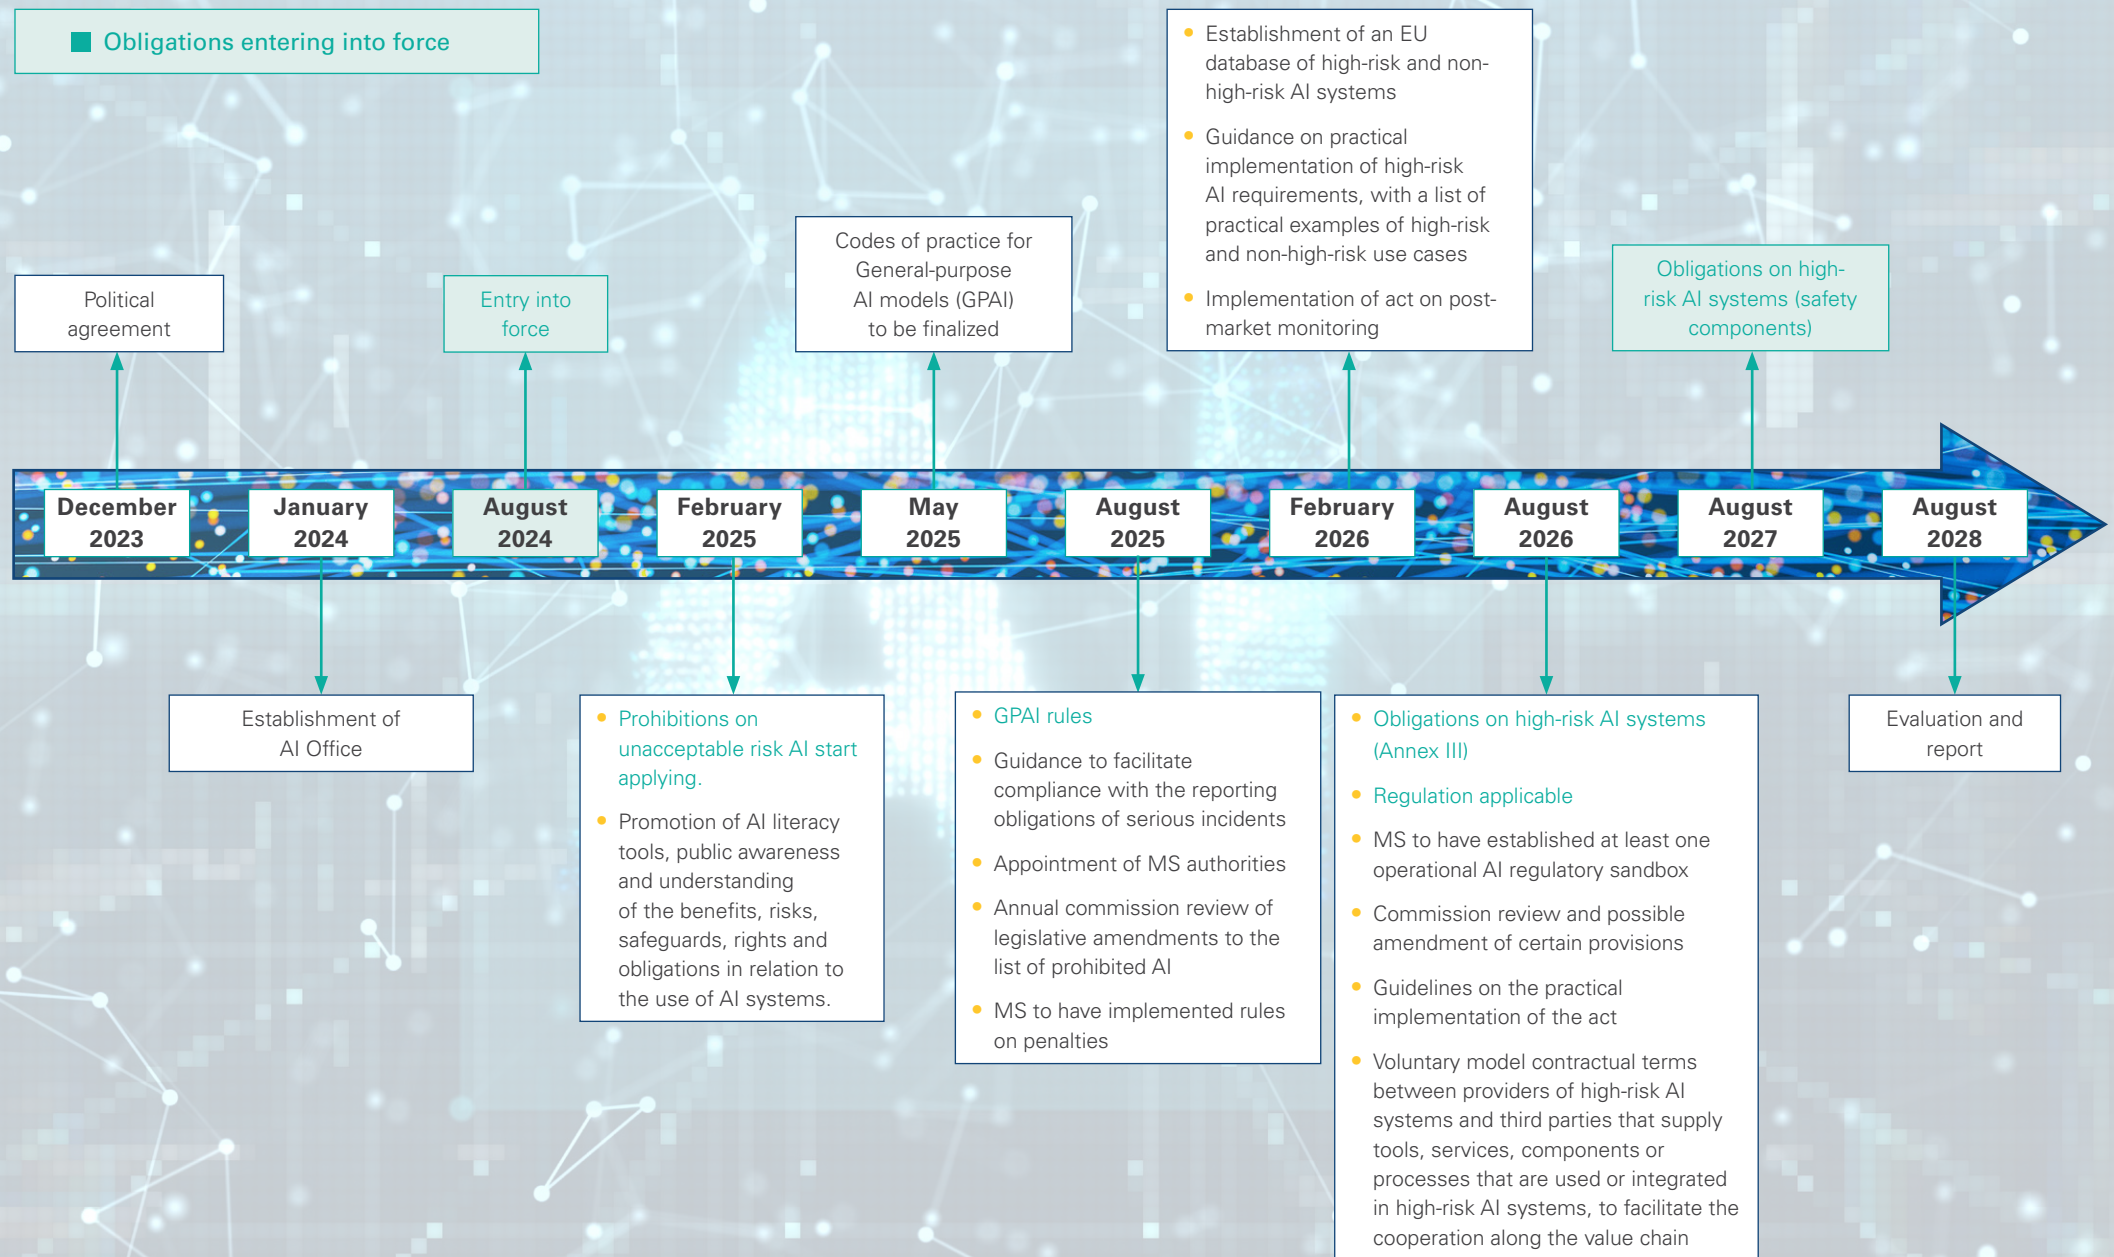 Obligations entering into force
Establishment of an EU
database of high-risk and non-
high-risk AI systems
Guidance on practical
implementation of high-risk
AI requirements, with a list of
practical examples of high-risk
and non-high-risk use cases
Implementation of act on post-
market monitoring
Political
agreement
Entry into
force
Codes of practice for
General-purpose
AI models (GPAI)
to be finalized
Obligations on high-
risk AI systems (safety
components)
December
2023
January
2024
August
2024
February
2025
May
2025
August
2025
February
2026
August
2026
August
2027
August
2028
Establishment of
AI Office
Prohibitions on
unacceptable risk AI start
applying.
Promotion of AI literacy
tools, public awareness
and understanding
of the benefits, risks,
safeguards, rights and
obligations in relation to
the use of AI systems.
GPAI rules
Guidance to facilitate
compliance with the reporting
obligations of serious incidents
Appointment of MS authorities
Annual commission review of
legislative amendments to the
list of prohibited AI
MS to have implemented rules
on penalties
Obligations on high-risk AI systems
(Annex III)
Regulation applicable
MS to have established at least one
operational AI regulatory sandbox
Commission review and possible
amendment of certain provisions
Guidelines on the practical
implementation of the act
Voluntary model contractual terms
between providers of high-risk AI
systems and third parties that supply
tools, services, components or
processes that are used or integrated
in high-risk AI systems, to facilitate the
cooperation along the value chain
Evaluation and
report